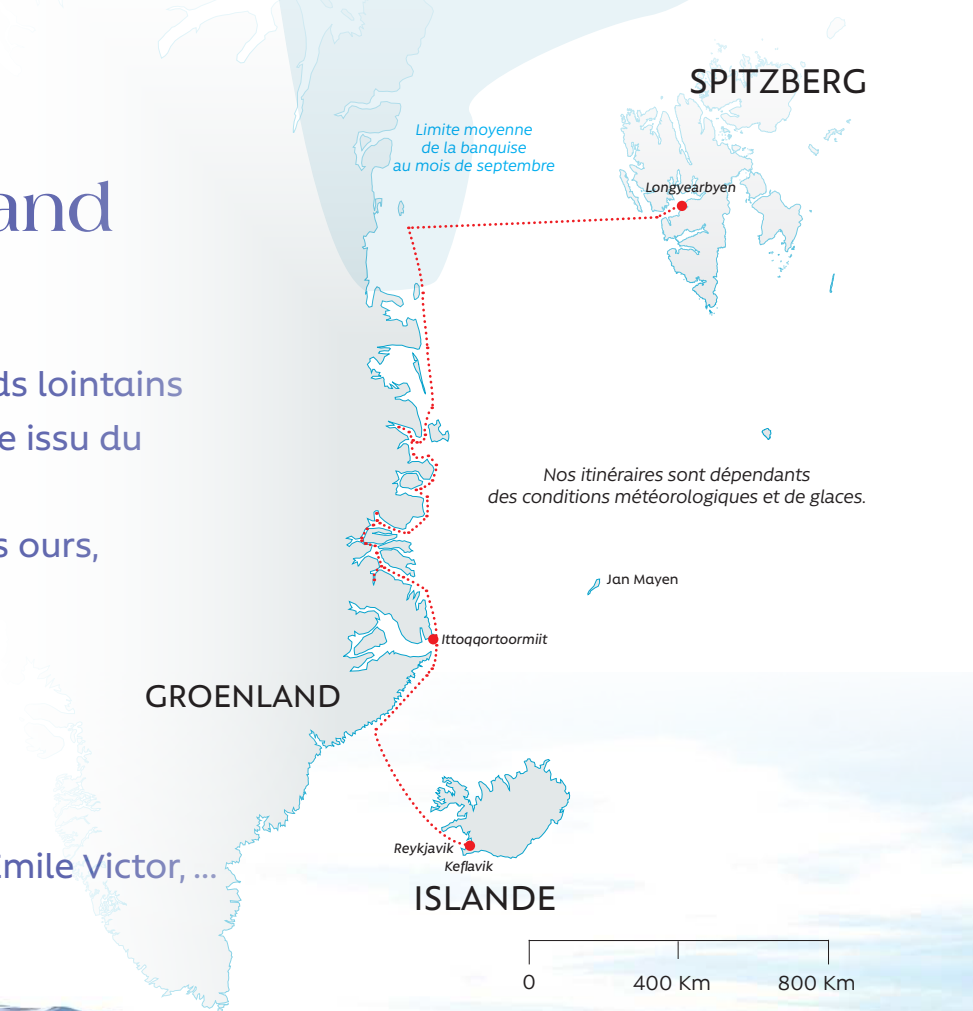 SPITZBERG
Limite moyenne
de la banquise
au mois de septembre
Longyearbyen
and
ds lointains
e issu du
Nos itinéraires sont dépendants
des conditions météorologiques et de glaces.
s ours,
Jan Mayen
Ittoqqortoormiit
GROENLAND
Reykjavik
Keflavik
mile Victor, ...
ISLANDE
0 400 Km 800 Km